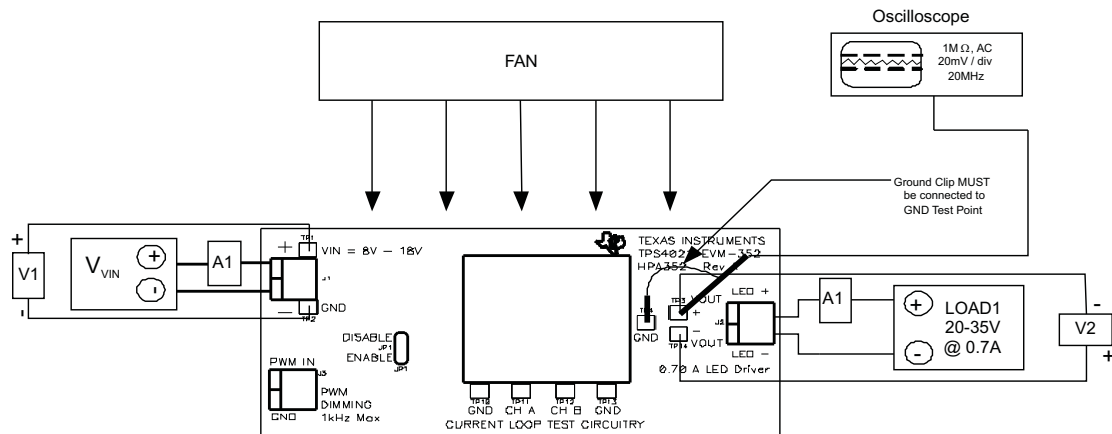 Oscilloscope
1M Ω, AC
20mV / div
20MHz
FAN
Ground Clip MUST
be connected to
GND Test Point
+
V1
-
V VIN
+
-
A1
+
TP1
VIN = 8V - 18V
J1
-
TP2
GND
TEXAS INSTRUMENTS
HPA352 Rev
DISABLE
JP1
ENABLE
JP1
PWM IN
J3
GND
PWM
DIMMING
1kHz Max
TP4
GND
TP3
VOUT
+
-
TP14
VOUT
LED +
J2
LED -
0.70 A LED Driver
A1
+
-
LOAD1
20-35V
@ 0.7A
-
V2
+
TP10
TP11
TP12
TP13
GND
CH A
CH B
GND
CURRENT LOOP TEST CIRCUITRY